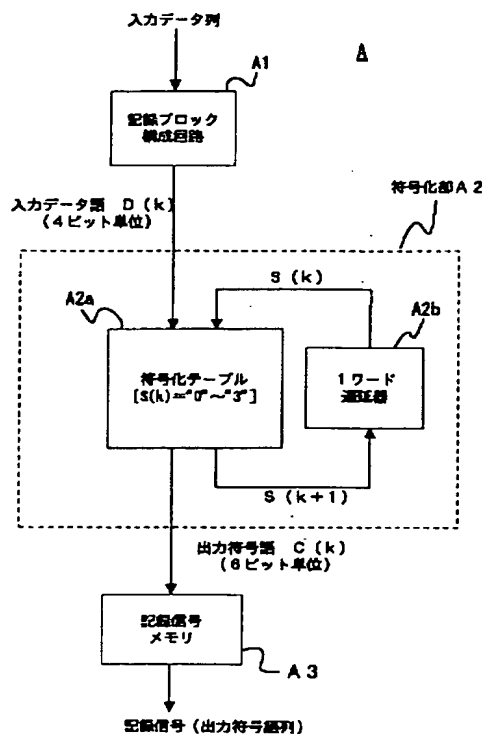 入力データ列
A
A1
記録ブロック
構成回路
入力データ語 D(k)
(4ビット単位)
符号化部A2
S(k)
A2a
A2b
符号化テーブル
[S(k)="0"~"3"]
1ワード
遅延器
S(k+1)
出力符号語 C(k)
(6ビット単位)
記録信号
メモリ
A3
記録信号(出力符号語列)